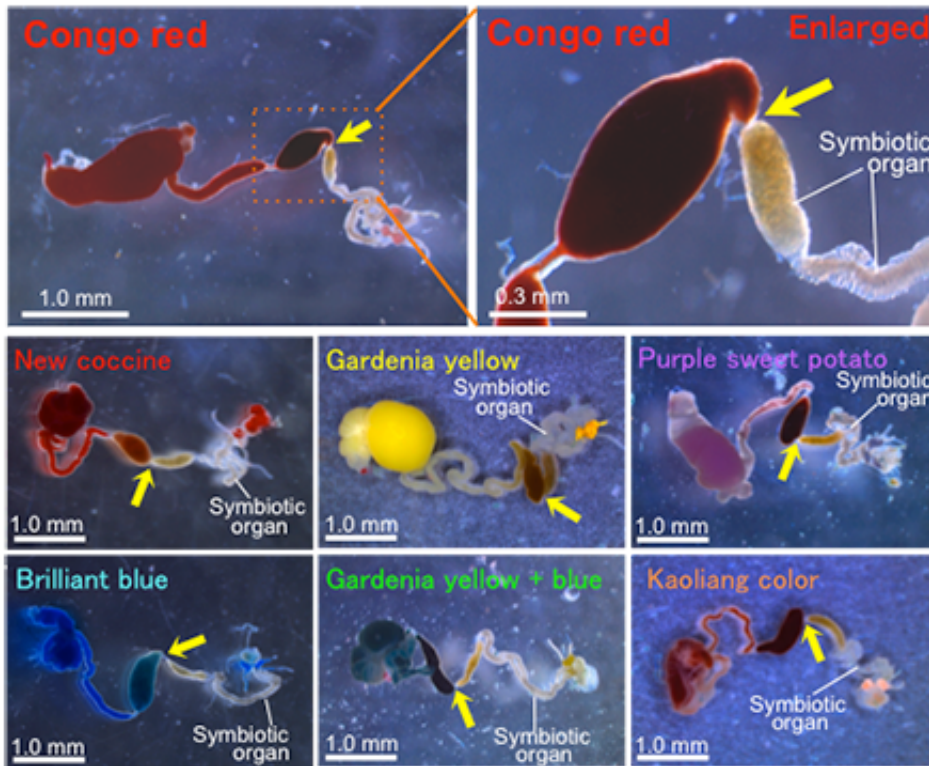 Congo red
1.0 mm
Congo red
Enlarged
Symbiotic
organ
0.3 mm
New coccine
Symbiotic
organ
1.0 mm
Gardenia yellow
Symbiotic
organ
1.0 mm
Purple sweet potato
Symbiotic
organ
1.0 mm
Brilliant blue
Symbiotic
organ
1.0 mm
Gardenia yellow + blue
Symbiotic
organ
1.0 mm
Kaoliang color
Symbiotic
organ
1.0 mm